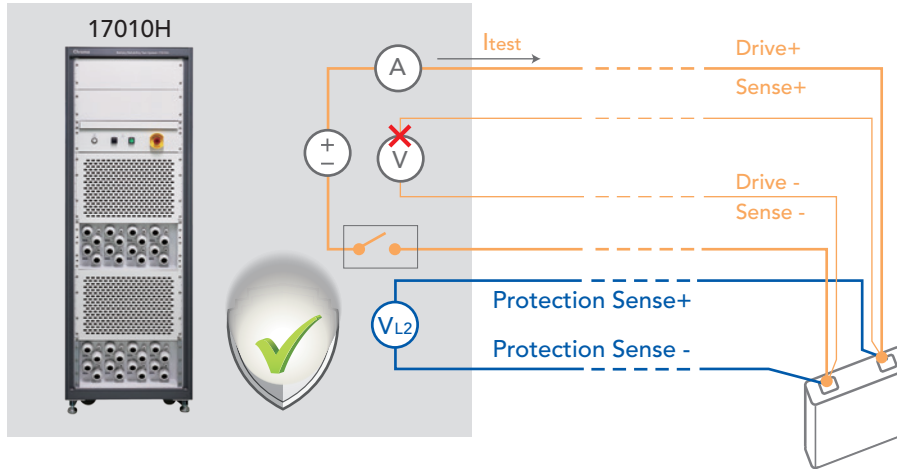 17010H
Itest
A
Drive+
Sense+
+
−
V
Drive -
Sense -
Protection Sense+
VL2
Protection Sense -